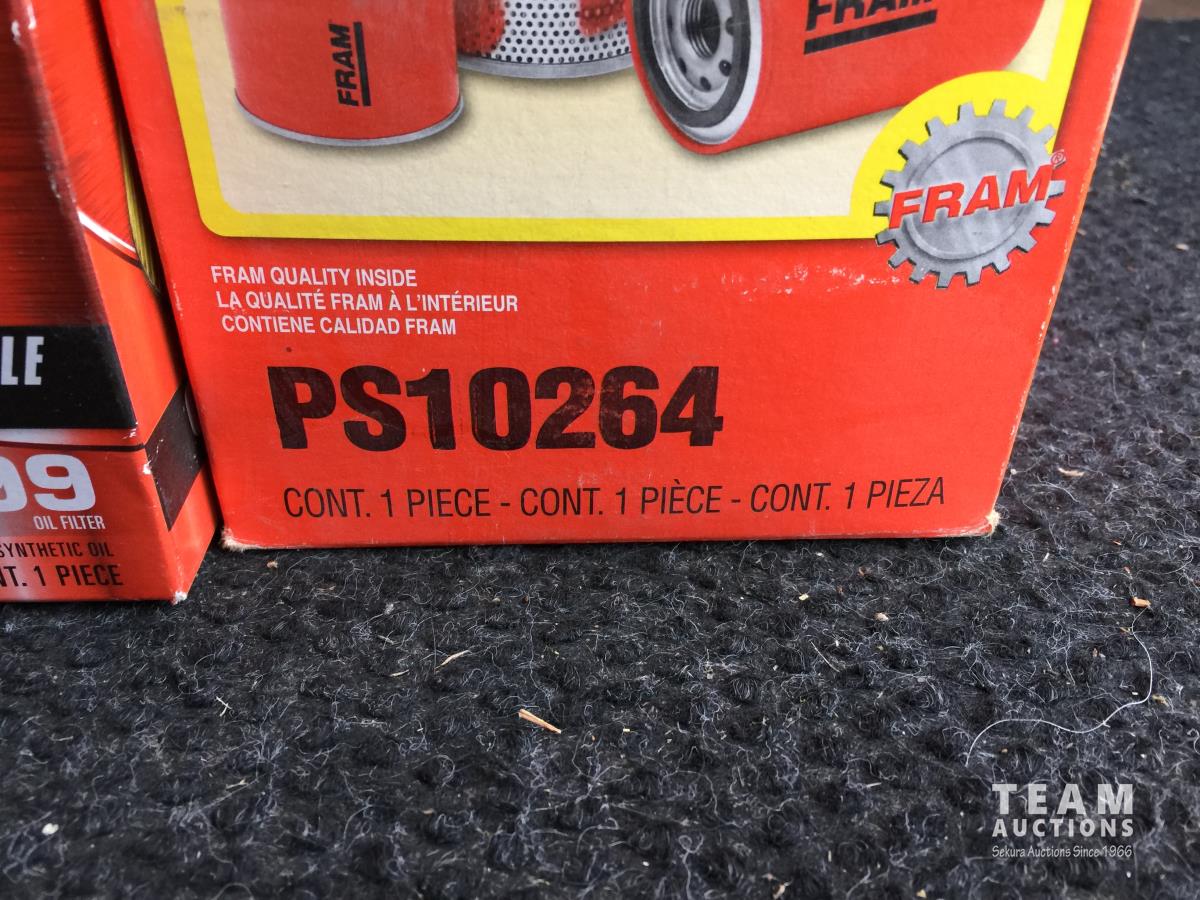 FRAM
FRAM
FRAM®
FRAM QUALITY INSIDE
LA QUALITÉ FRAM À L'INTÉRIEUR
CONTIENE CALIDAD FRAM
PS10264
CONT. 1 PIECE - CONT. 1 PIÈCE - CONT. 1 PIEZA
LE
99
OIL FILTER
SYNTHETIC OIL
NT. 1 PIECE
TEAM
AUCTIONS
Sekura Auctions Since 1966